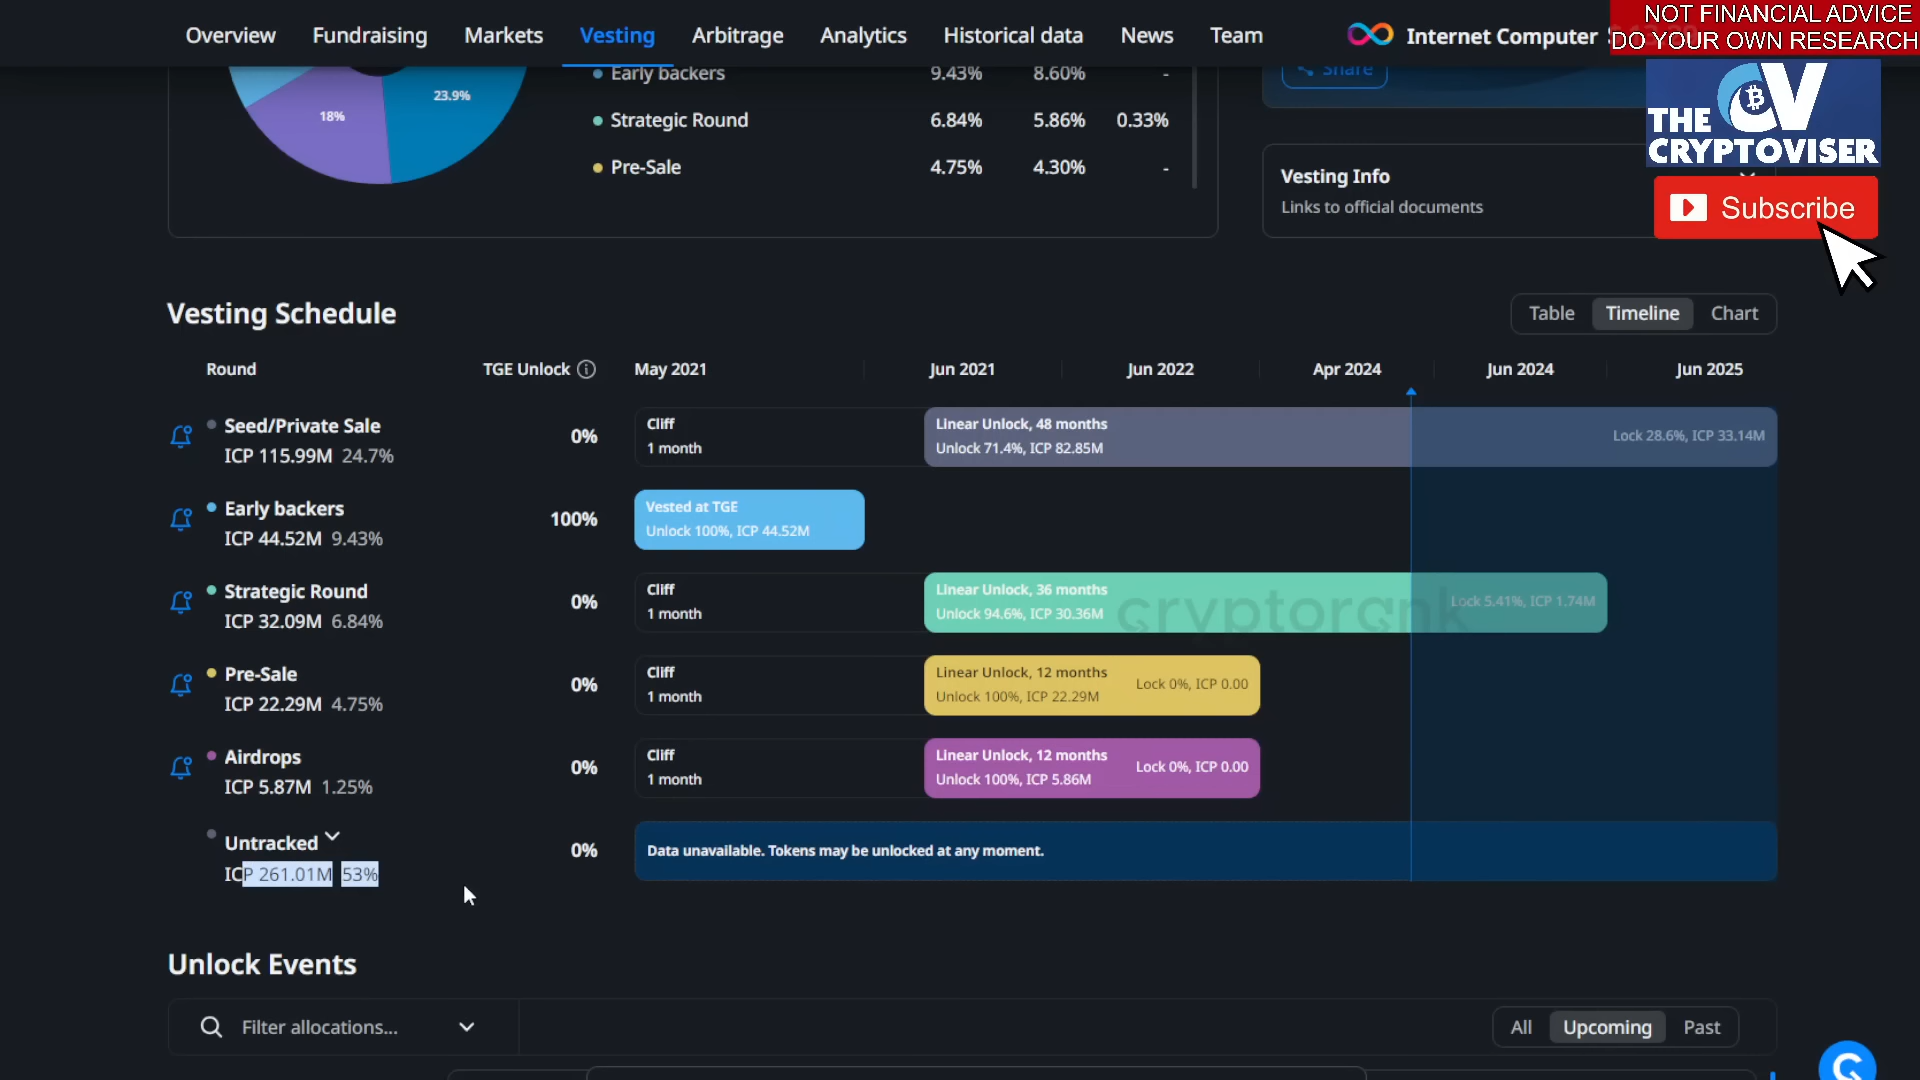 NOT FINANCIAL ADVICE
DO YOUR OWN RESEARCH
Overview Fundraising Markets Vesting Arbitrage Analytics Historical data News Team Internet Computer
THE CV
CRYPTOVISER
Subscribe
Share
18%
23.9%
Early backers 9.43% 8.60% -
Strategic Round 6.84% 5.86% 0.33%
Pre-Sale 4.75% 4.30% -
Vesting Info
Links to official documents
Vesting Schedule
Table Timeline Chart
Round TGE Unlock May 2021 Jun 2021 Jun 2022 Apr 2024 Jun 2024 Jun 2025
Seed/Private Sale
ICP 115.99M 24.7%
0%
Cliff
1 month
Linear Unlock, 48 months
Unlock 71.4%, ICP 82.85M
Lock 28.6%, ICP 33.14M
Early backers
ICP 44.52M 9.43%
100%
Vested at TGE
Unlock 100%, ICP 44.52M
Strategic Round
ICP 32.09M 6.84%
0%
Cliff
1 month
Linear Unlock, 36 months
Unlock 94.6%, ICP 30.36M
Lock 5.41%, ICP 1.74M
cryptorank
Pre-Sale
ICP 22.29M 4.75%
0%
Cliff
1 month
Linear Unlock, 12 months
Unlock 100%, ICP 22.29M
Lock 0%, ICP 0.00
Airdrops
ICP 5.87M 1.25%
0%
Cliff
1 month
Linear Unlock, 12 months
Unlock 100%, ICP 5.86M
Lock 0%, ICP 0.00
Untracked
ICP 261.01M 53%
0%
Data unavailable. Tokens may be unlocked at any moment.
Unlock Events
Filter allocations...
All Upcoming Past